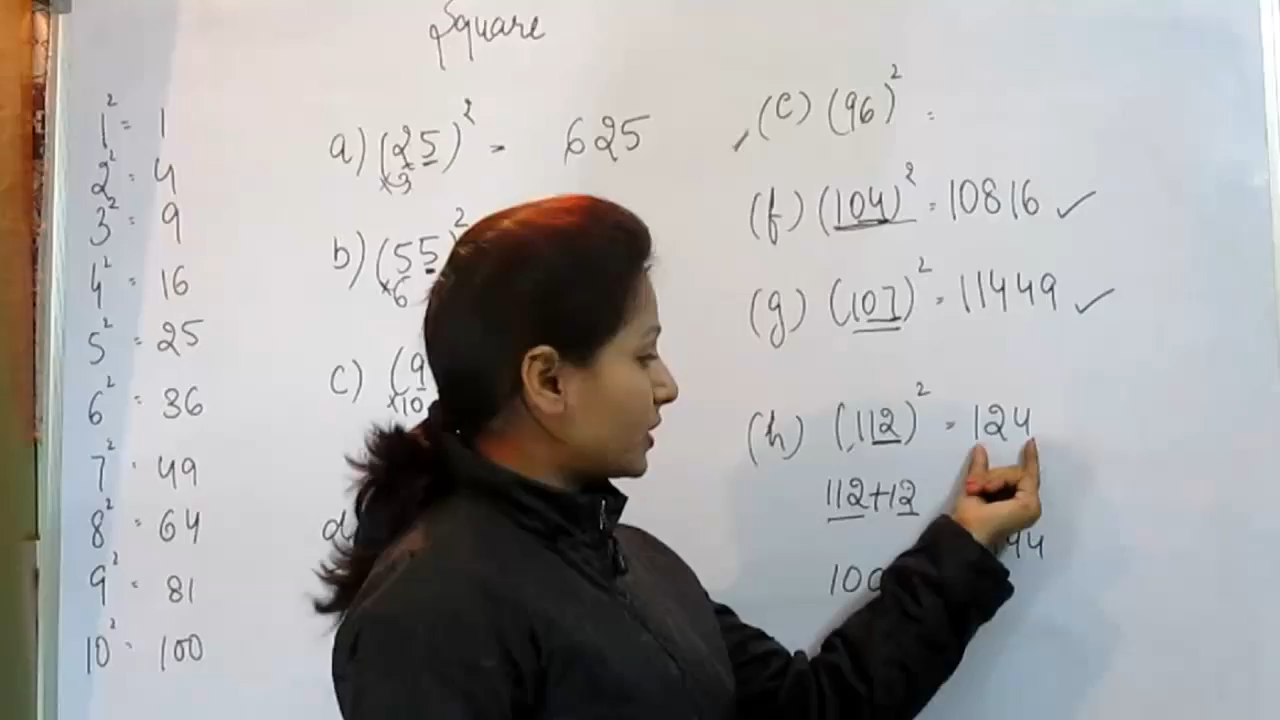 Square
1² = 1
2² = 4
3² = 9
4² = 16
5² = 25
6² = 36
7² = 49
8² = 64
9² = 81
10² = 100
a) (25)² = 625
×3
b) (55)²
×6
c) (9
×10
d
(e) (96)² =
(f) (104)² = 10816 ✓
(g) (107)² = 11449 ✓
(h) (112)² = 124
112+12
144
100